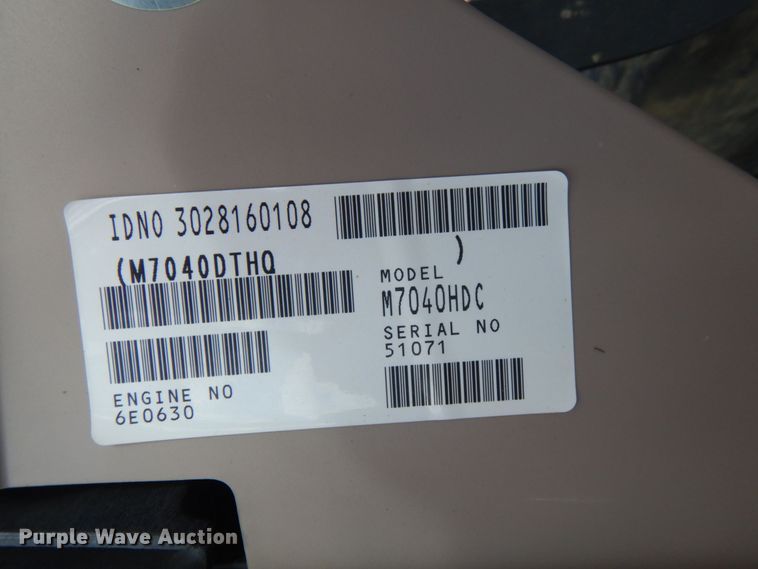 IDNO 3028160108
(M7040DTHQ )
MODEL
M7040HDC
SERIAL NO
51071
ENGINE NO
6E0630
Purple Wave Auction